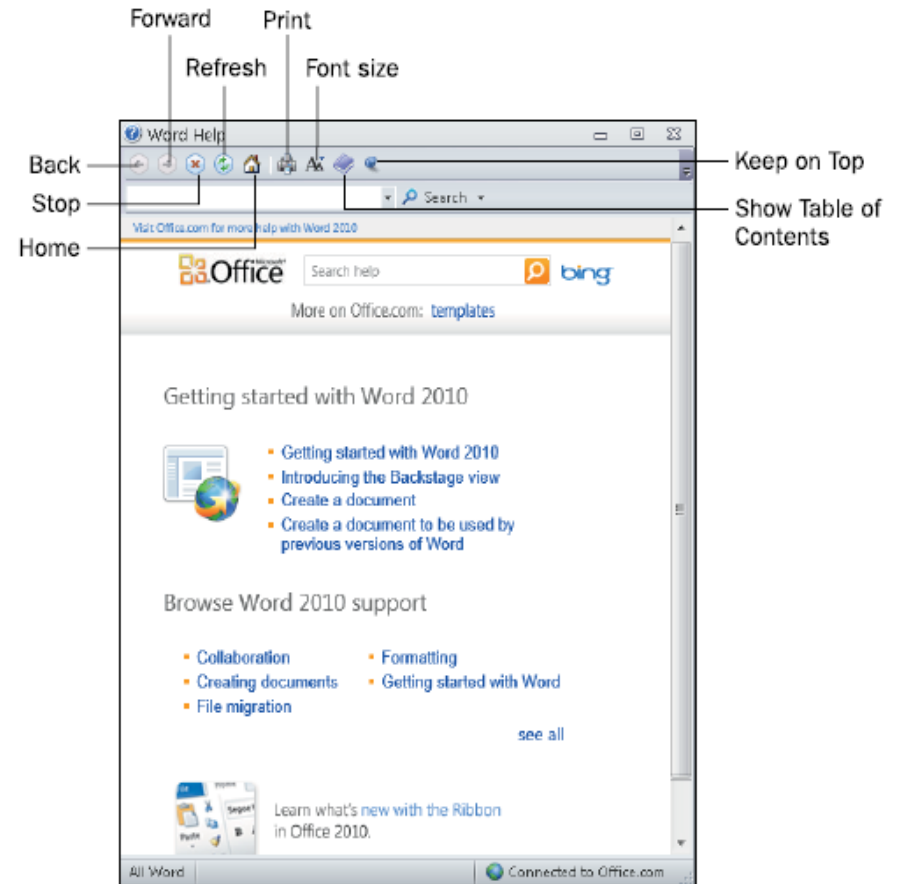 Forward
Print
Refresh
Font size
Word Help
Back
Keep on Top
Stop
Search
Show Table of
Contents
Home
Visit Office.com for more help with Word 2010
Microsoft
Office
Search help
bing
More on Office.com: templates
Getting started with Word 2010
Getting started with Word 2010
Introducing the Backstage view
Create a document
Create a document to be used by
previous versions of Word
Browse Word 2010 support
Collaboration
Formatting
Creating documents
Getting started with Word
File migration
see all
Paste
Learn what's new with the Ribbon
in Office 2010.
All Word
Connected to Office.com